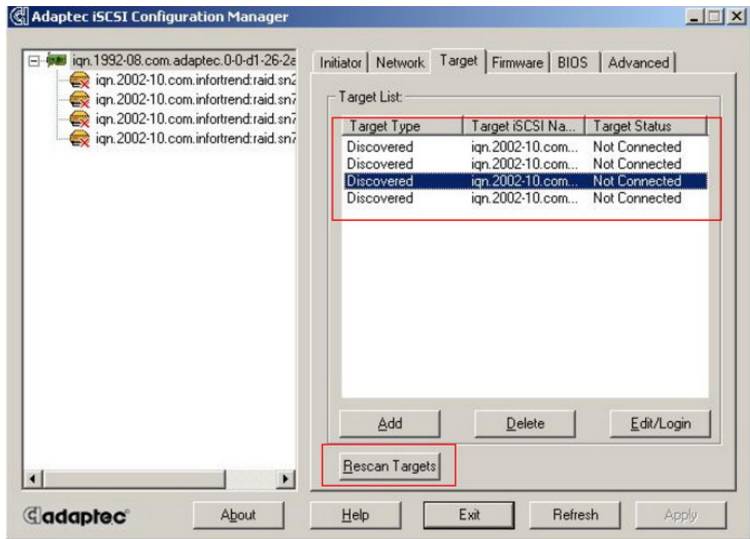 Adaptec iSCSI Configuration Manager
iqn.1992-08.com.adaptec.0-0-d1-26-2a
iqn.2002-10.com.infortrend:raid.sn2
iqn.2002-10.com.infortrend:raid.sn7
iqn.2002-10.com.infortrend:raid.sn7
iqn.2002-10.com.infortrend:raid.sn7
Initiator Network Target Firmware BIOS Advanced
Target List:
Target Type Target iSCSI Na... Target Status
Discovered iqn.2002-10.com... Not Connected
Discovered iqn.2002-10.com... Not Connected
Discovered iqn.2002-10.com... Not Connected
Discovered iqn.2002-10.com... Not Connected
Add Delete Edit/Login
Rescan Targets
adaptec About Help Exit Refresh Apply